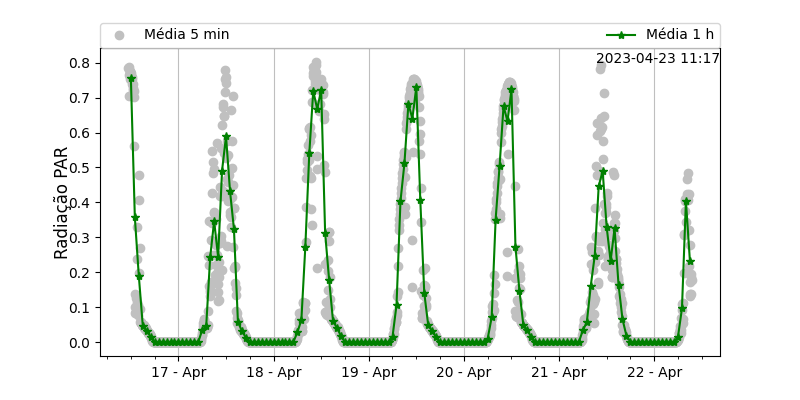 Média 5 min
Média 1 h
2023-04-23 11:17
Radiação PAR
0.8
0.7
0.6
0.5
0.4
0.3
0.2
0.1
0.0
17 - Apr
18 - Apr
19 - Apr
20 - Apr
21 - Apr
22 - Apr